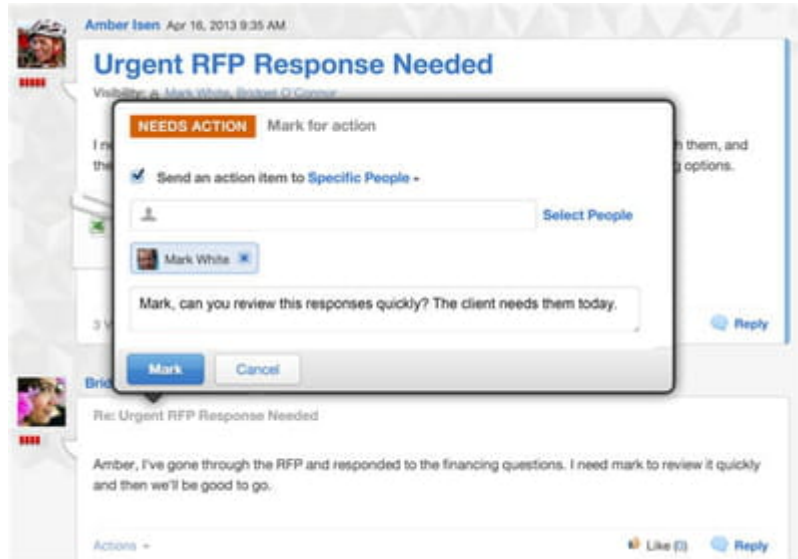 Amber Isen Apr 16, 2013 9:35 AM
Urgent RFP Response Needed
Visibility: Mark White, Bridget O'Connor
NEEDS ACTION Mark for action
them, and
Send an action item to Specific People
options.
Select People
Mark White
Mark, can you review this responses quickly? The client needs them today.
Reply
Mark Cancel
Re: Urgent RFP Response Needed
Amber, I've gone through the RFP and responded to the financing questions. I need mark to review it quickly
and then we'll be good to go.
Actions Like (0) Reply